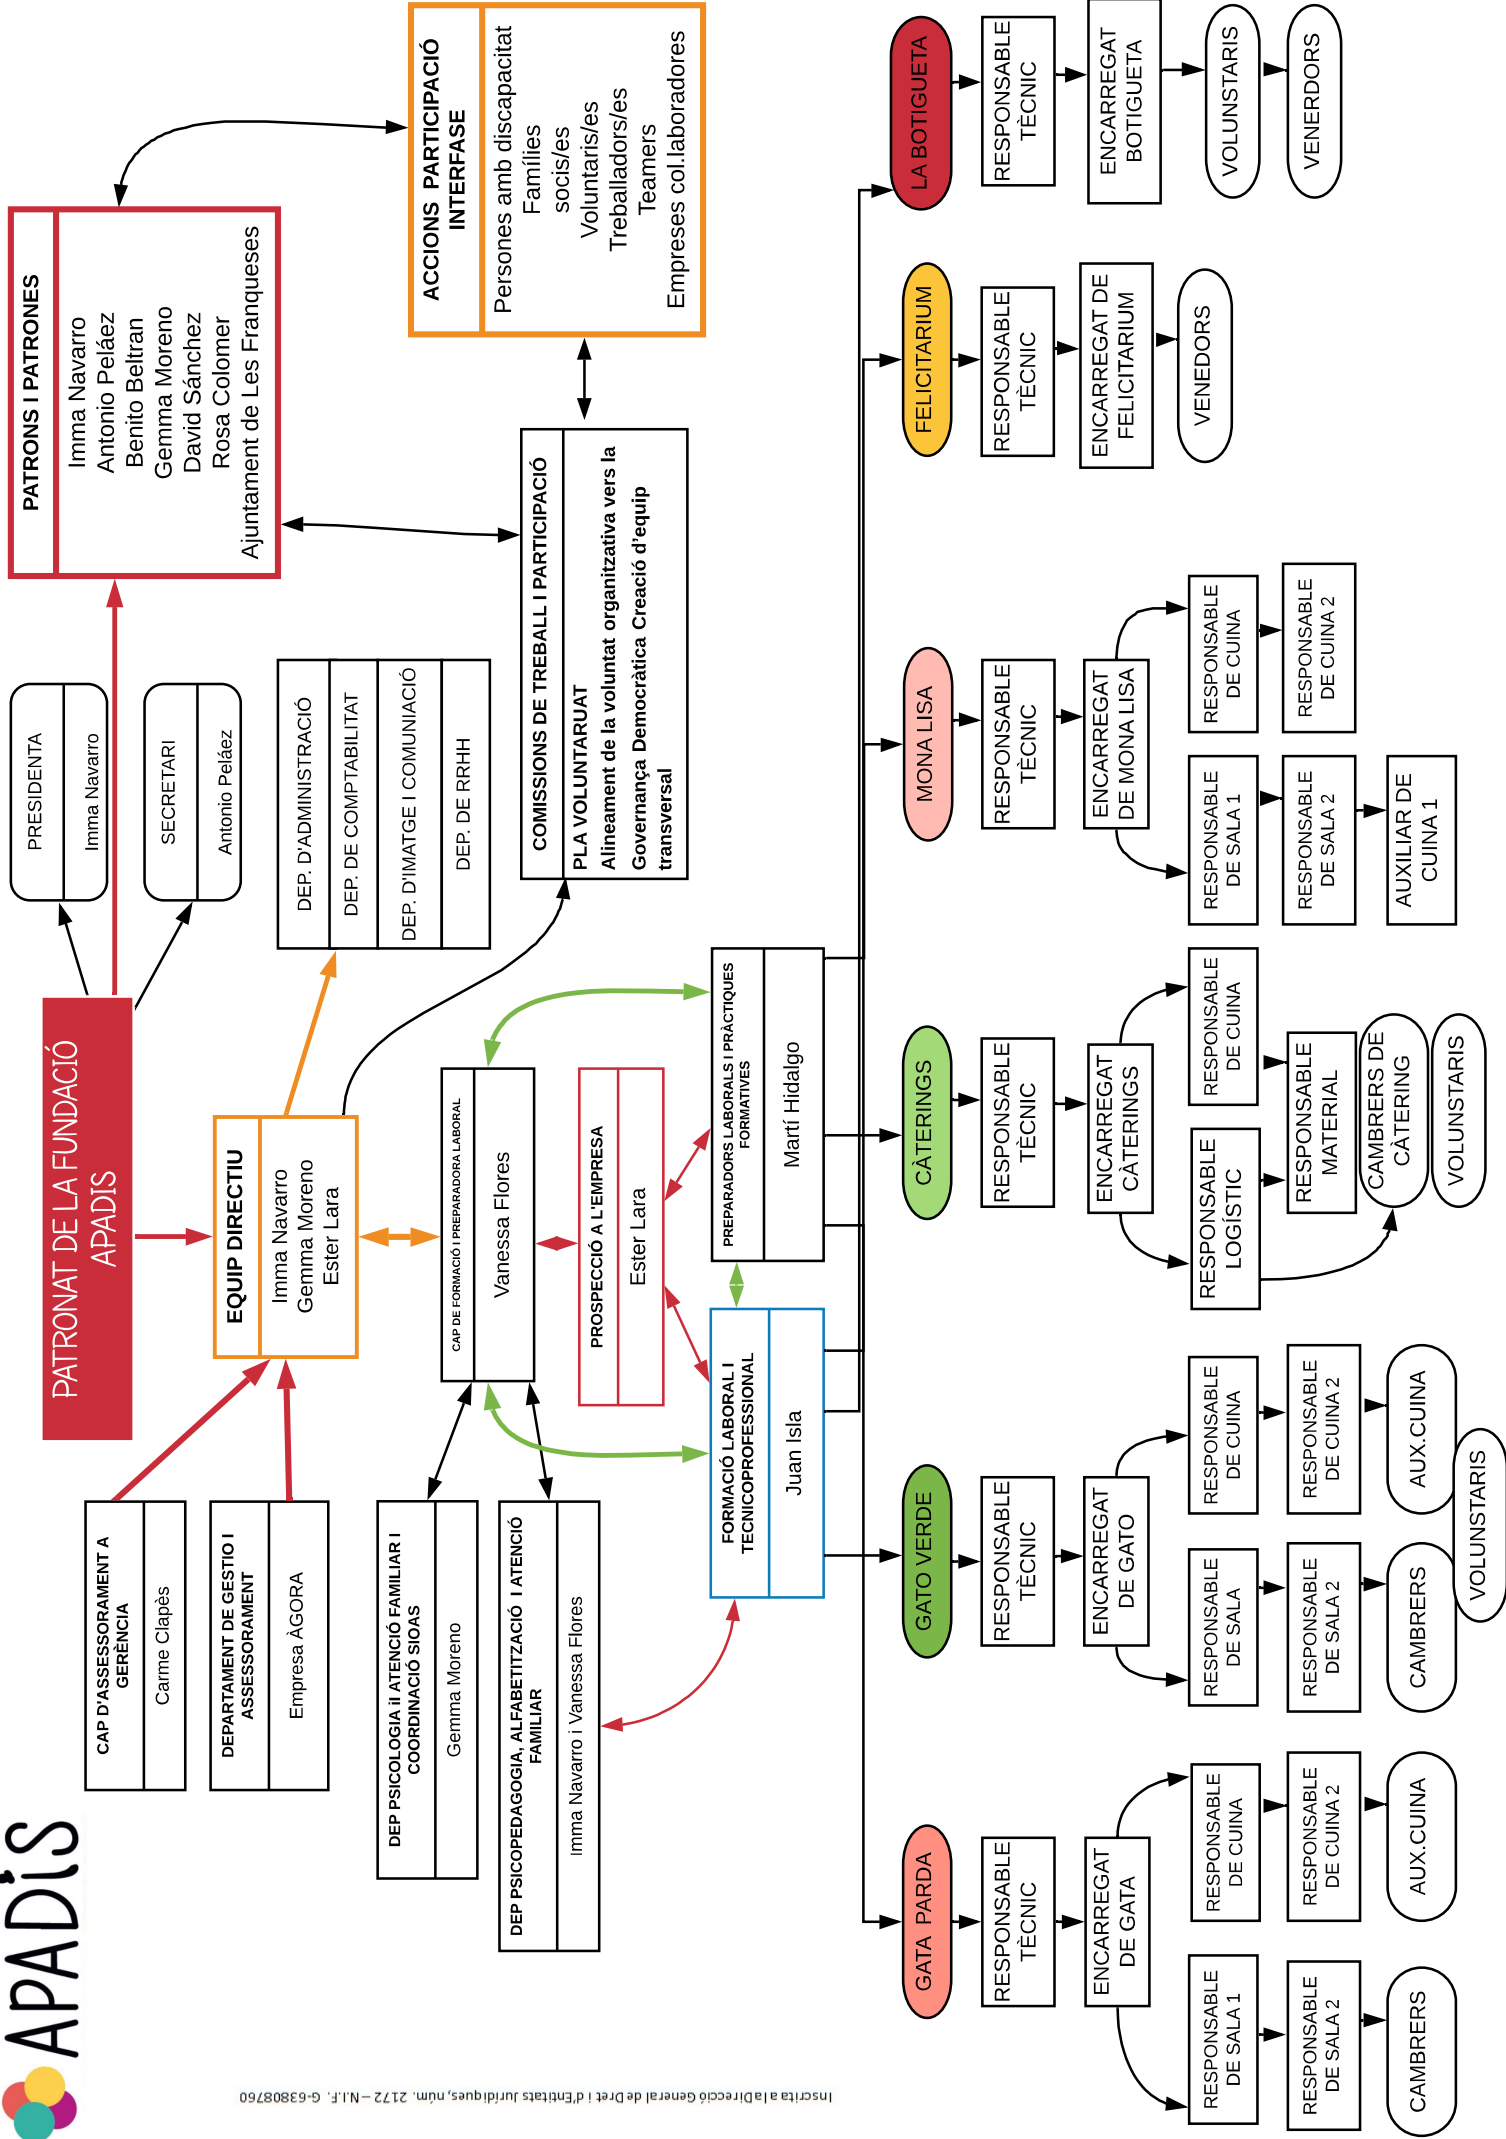 APADIS
Inscrita a la Direcció General de Dret i d'Entitats Jurídiques, núm. 2172 – N.I.F. G-63808760
PATRONAT DE LA FUNDACIÓ
APADIS
PRESIDENTA
Imma Navarro
SECRETARI
Antonio Peláez
PATRONS I PATRONES
Imma Navarro
Antonio Peláez
Benito Beltran
Gemma Moreno
David Sánchez
Rosa Colomer
Ajuntament de Les Franqueses
CAP D'ASSESSORAMENT A
GERÈNCIA
Carme Clapès
DEPARTAMENT DE GESTIO I
ASSESSORAMENT
Empresa ÀGORA
EQUIP DIRECTIU
Imma Navarro
Gemma Moreno
Ester Lara
DEP. D'ADMINISTRACIÓ
DEP. DE COMPTABILITAT
DEP. D'IMATGE I COMUNIACIÓ
DEP. DE RRHH
ACCIONS PARTICIPACIÓ
INTERFASE
Persones amb discapacitat
Famílies
socis/es
Voluntaris/es
Treballadors/es
Teamers
Empreses col.laboradores
COMISSIONS DE TREBALL I PARTICIPACIÓ
PLA VOLUNTARUAT
Alineament de la voluntat organitzativa vers la
Governança Democràtica Creació d'equip
transversal
DEP PSICOLOGIA iI ATENCIÓ FAMILIAR I
COORDINACIÓ SIOAS
Gemma Moreno
DEP PSICOPEDAGOGIA, ALFABETITZACIÓ I ATENCIÓ
FAMILIAR
Imma Navarro i Vanessa Flores
CAP DE FORMACIÓ I PREPARADORA LABORAL
Vanessa Flores
PROSPECCIÓ A L'EMPRESA
Ester Lara
FORMACIÓ LABORAL I
TECNICOPROFESSIONAL
Juan Isla
PREPARADORS LABORALS I PRÀCTIQUES
FORMATIVES
Martí Hidalgo
GATA PARDA
RESPONSABLE
TÈCNIC
ENCARREGAT
DE GATA
RESPONSABLE
DE SALA 1
RESPONSABLE
DE SALA 2
CAMBRERS
RESPONSABLE
DE CUINA
RESPONSABLE
DE CUINA 2
AUX.CUINA
GATO VERDE
RESPONSABLE
TÈCNIC
ENCARREGAT
DE GATO
RESPONSABLE
DE SALA
RESPONSABLE
DE SALA 2
CAMBRERS
RESPONSABLE
DE CUINA
RESPONSABLE
DE CUINA 2
AUX.CUINA
VOLUNSTARIS
CÀTERINGS
RESPONSABLE
TÈCNIC
ENCARREGAT
CÀTERINGS
RESPONSABLE
LOGÍSTIC
RESPONSABLE
DE CUINA
RESPONSABLE
MATERIAL
CAMBRERS DE
CÀTERING
VOLUNSTARIS
MONA LISA
RESPONSABLE
TÈCNIC
ENCARREGAT
DE MONA LISA
RESPONSABLE
DE SALA 1
RESPONSABLE
DE SALA 2
AUXILIAR DE
CUINA 1
RESPONSABLE
DE CUINA
RESPONSABLE
DE CUINA 2
FELICITARIUM
RESPONSABLE
TÈCNIC
ENCARREGAT DE
FELICITARIUM
VENEDORS
LA BOTIGUETA
RESPONSABLE
TÈCNIC
ENCARREGAT
BOTIGUETA
VOLUNSTARIS
VENERDORS